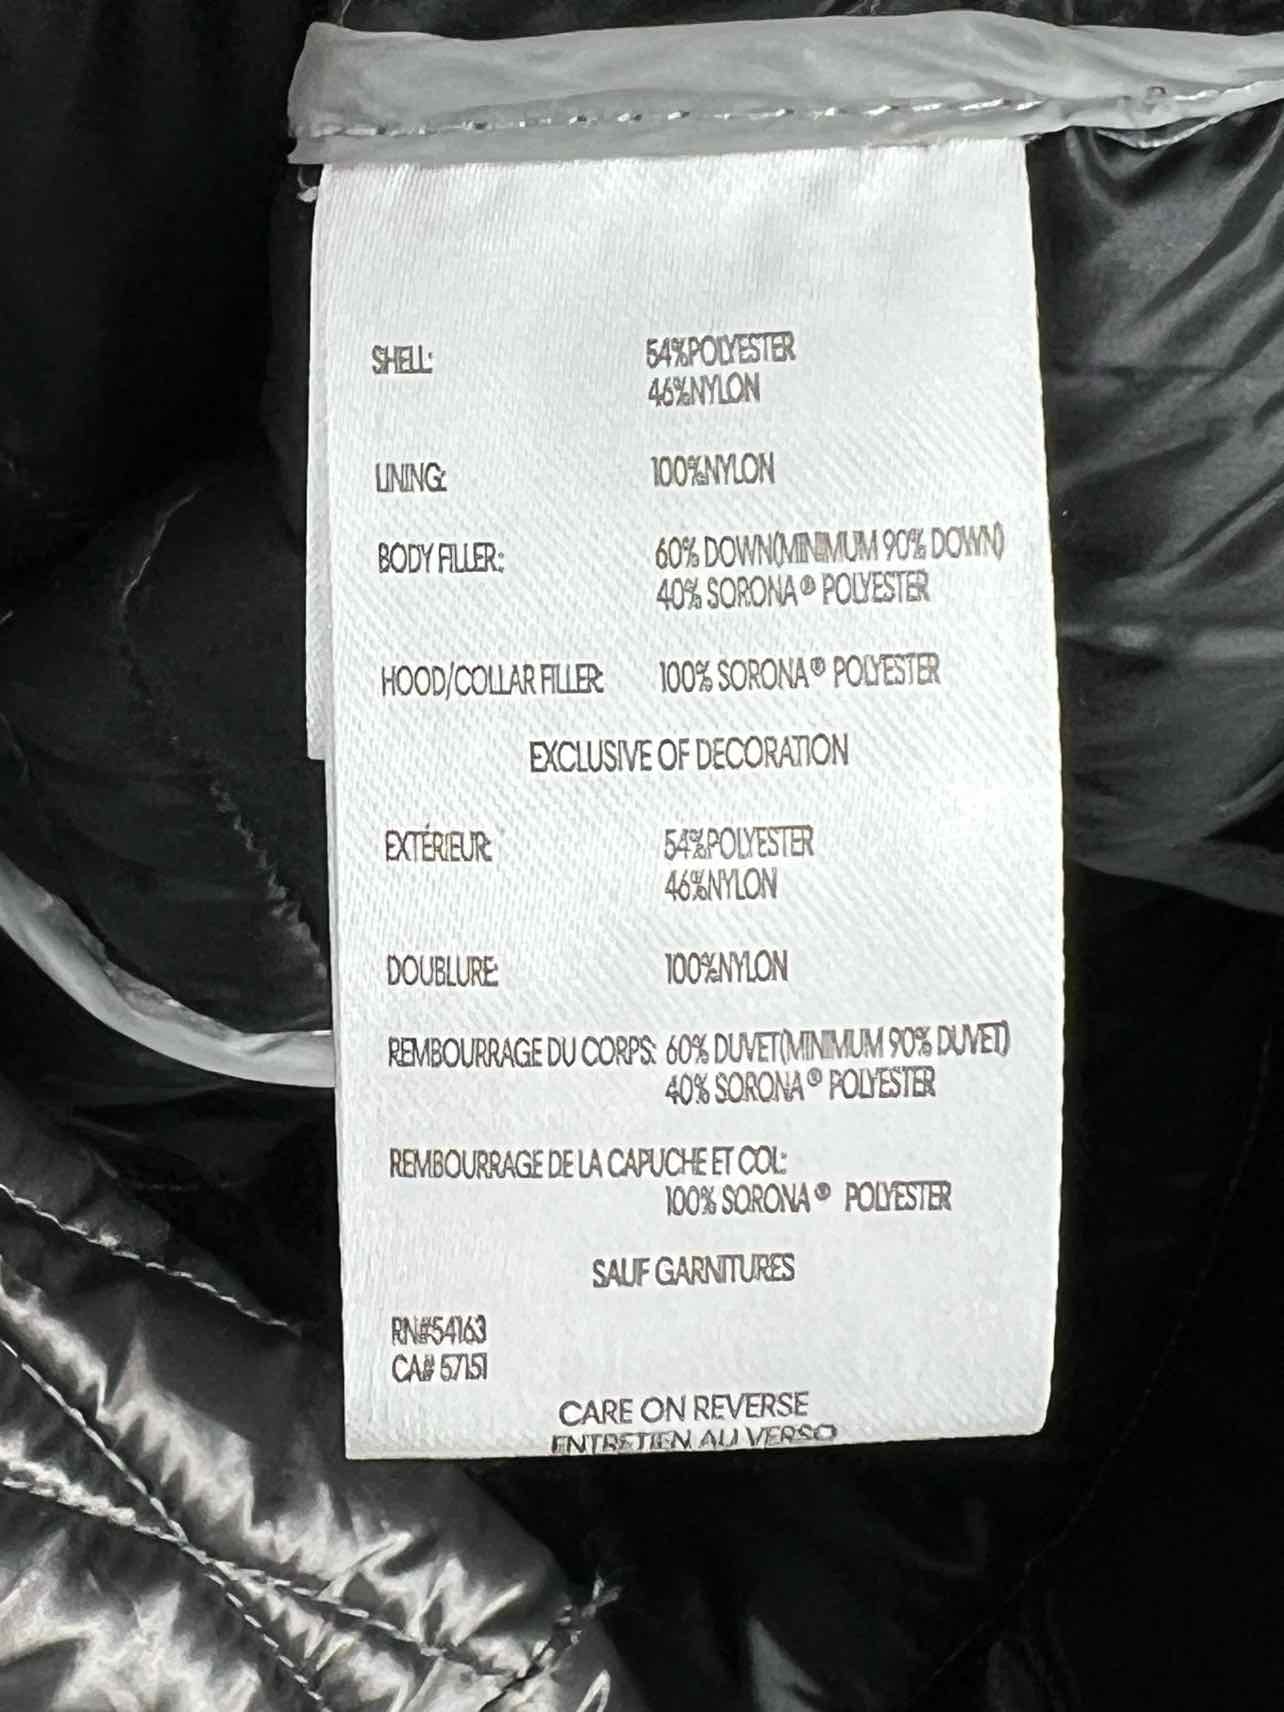 SHELL: 54%POLYESTER
46%NYLON
LINING: 100%NYLON
BODY FILLER: 60% DOWN(MINIMUM 90% DOWN)
40% SORONA® POLYESTER
HOOD/COLLAR FILLER: 100% SORONA® POLYESTER
EXCLUSIVE OF DECORATION
EXTÉRIEUR: 54%POLYESTER
46%NYLON
DOUBLURE: 100%NYLON
REMBOURRAGE DU CORPS: 60% DUVET(MINIMUM 90% DUVET)
40% SORONA® POLYESTER
REMBOURRAGE DE LA CAPUCHE ET COL:
100% SORONA® POLYESTER
SAUF GARNITURES
RN#54163
CA# 57151
CARE ON REVERSE
ENTRETIEN AU VERSO